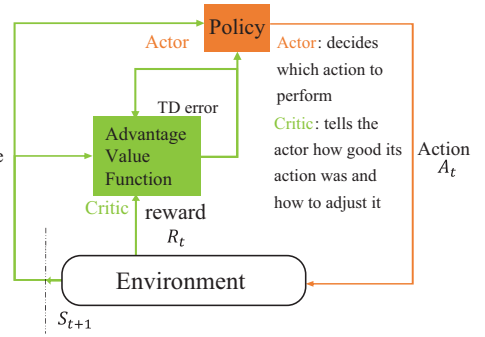 Policy
Actor
Actor: decides
which action to
perform
Critic: tells the
actor how good its
action was and
how to adjust it
TD error
Advantage
Value
Function
e
Action
A_t
Critic
reward
R_t
Environment
S_{t+1}